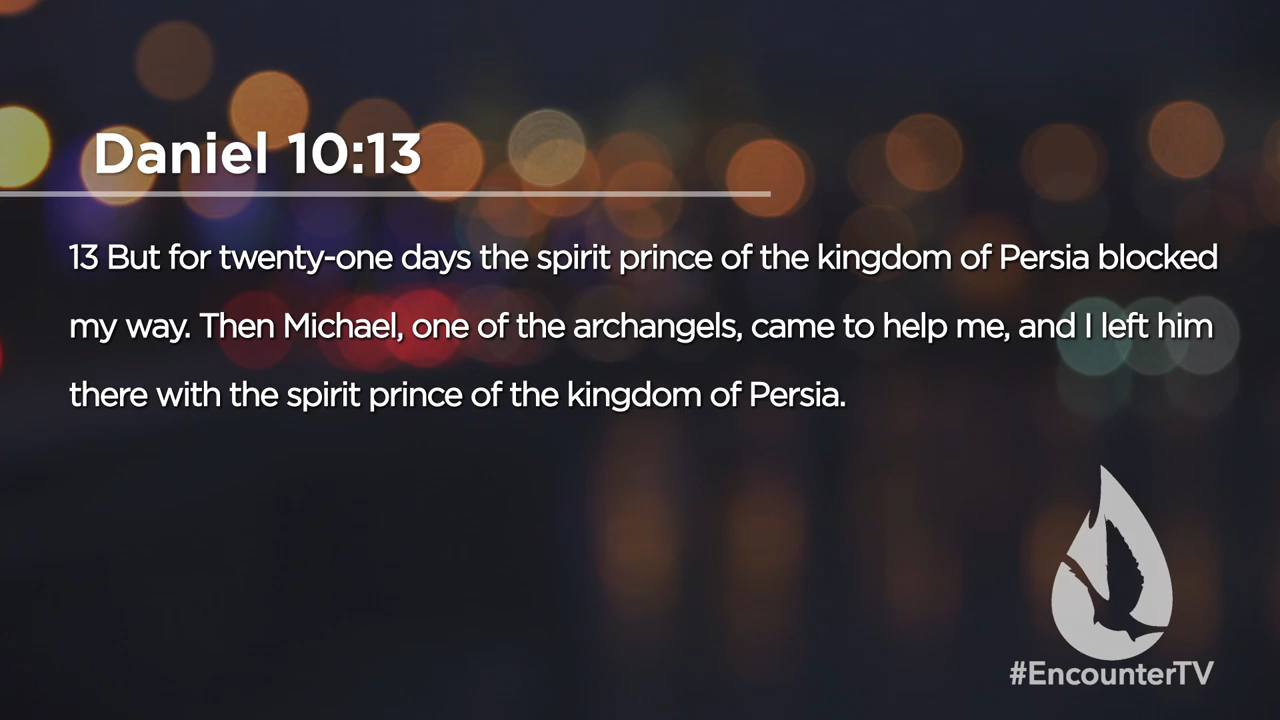 Daniel 10:13
13 But for twenty-one days the spirit prince of the kingdom of Persia blocked
my way. Then Michael, one of the archangels, came to help me, and I left him
there with the spirit prince of the kingdom of Persia.
#EncounterTV